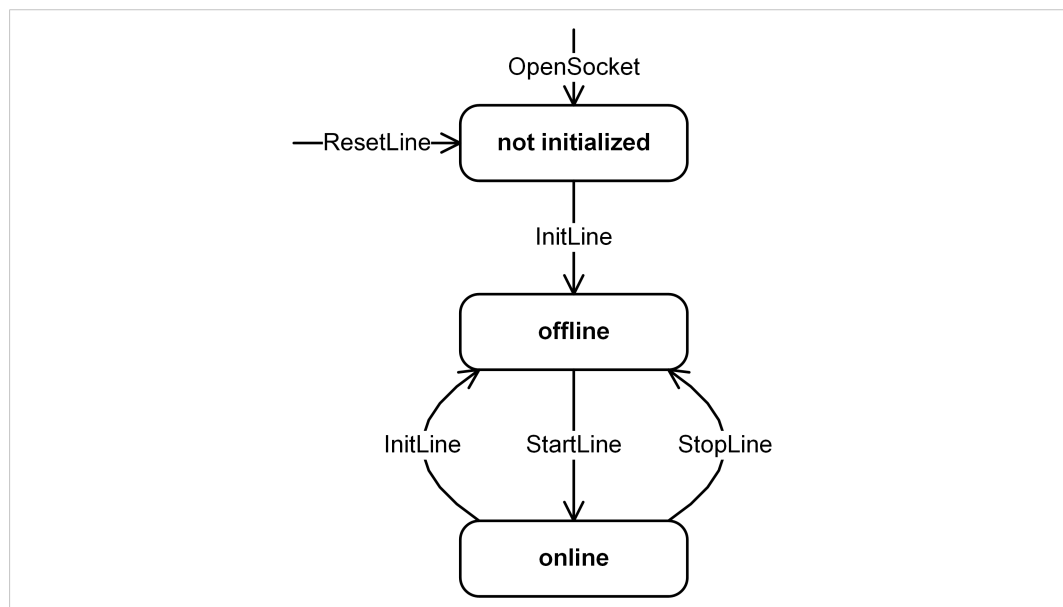 OpenSocket
ResetLine
not initialized
InitLine
offline
InitLine
StartLine
StopLine
online